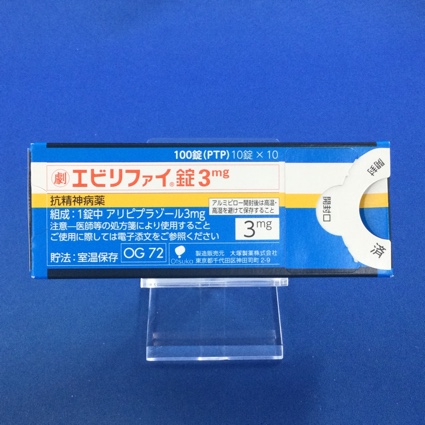 100錠(PTP)10錠×10
劇 エビリファイ®錠3mg
抗精神病薬
アルミピロー開封後は高温・
高湿を避けて保存すること
組成:1錠中 アリピプラゾール3mg
注意―医師等の処方箋により使用すること
ご使用に際しては電子添文をご参照ください
3mg
貯法:室温保存
OG 72
Otsuka
製造販売元 大塚製薬株式会社
東京都千代田区神田司町2-9
開封口
開封
済